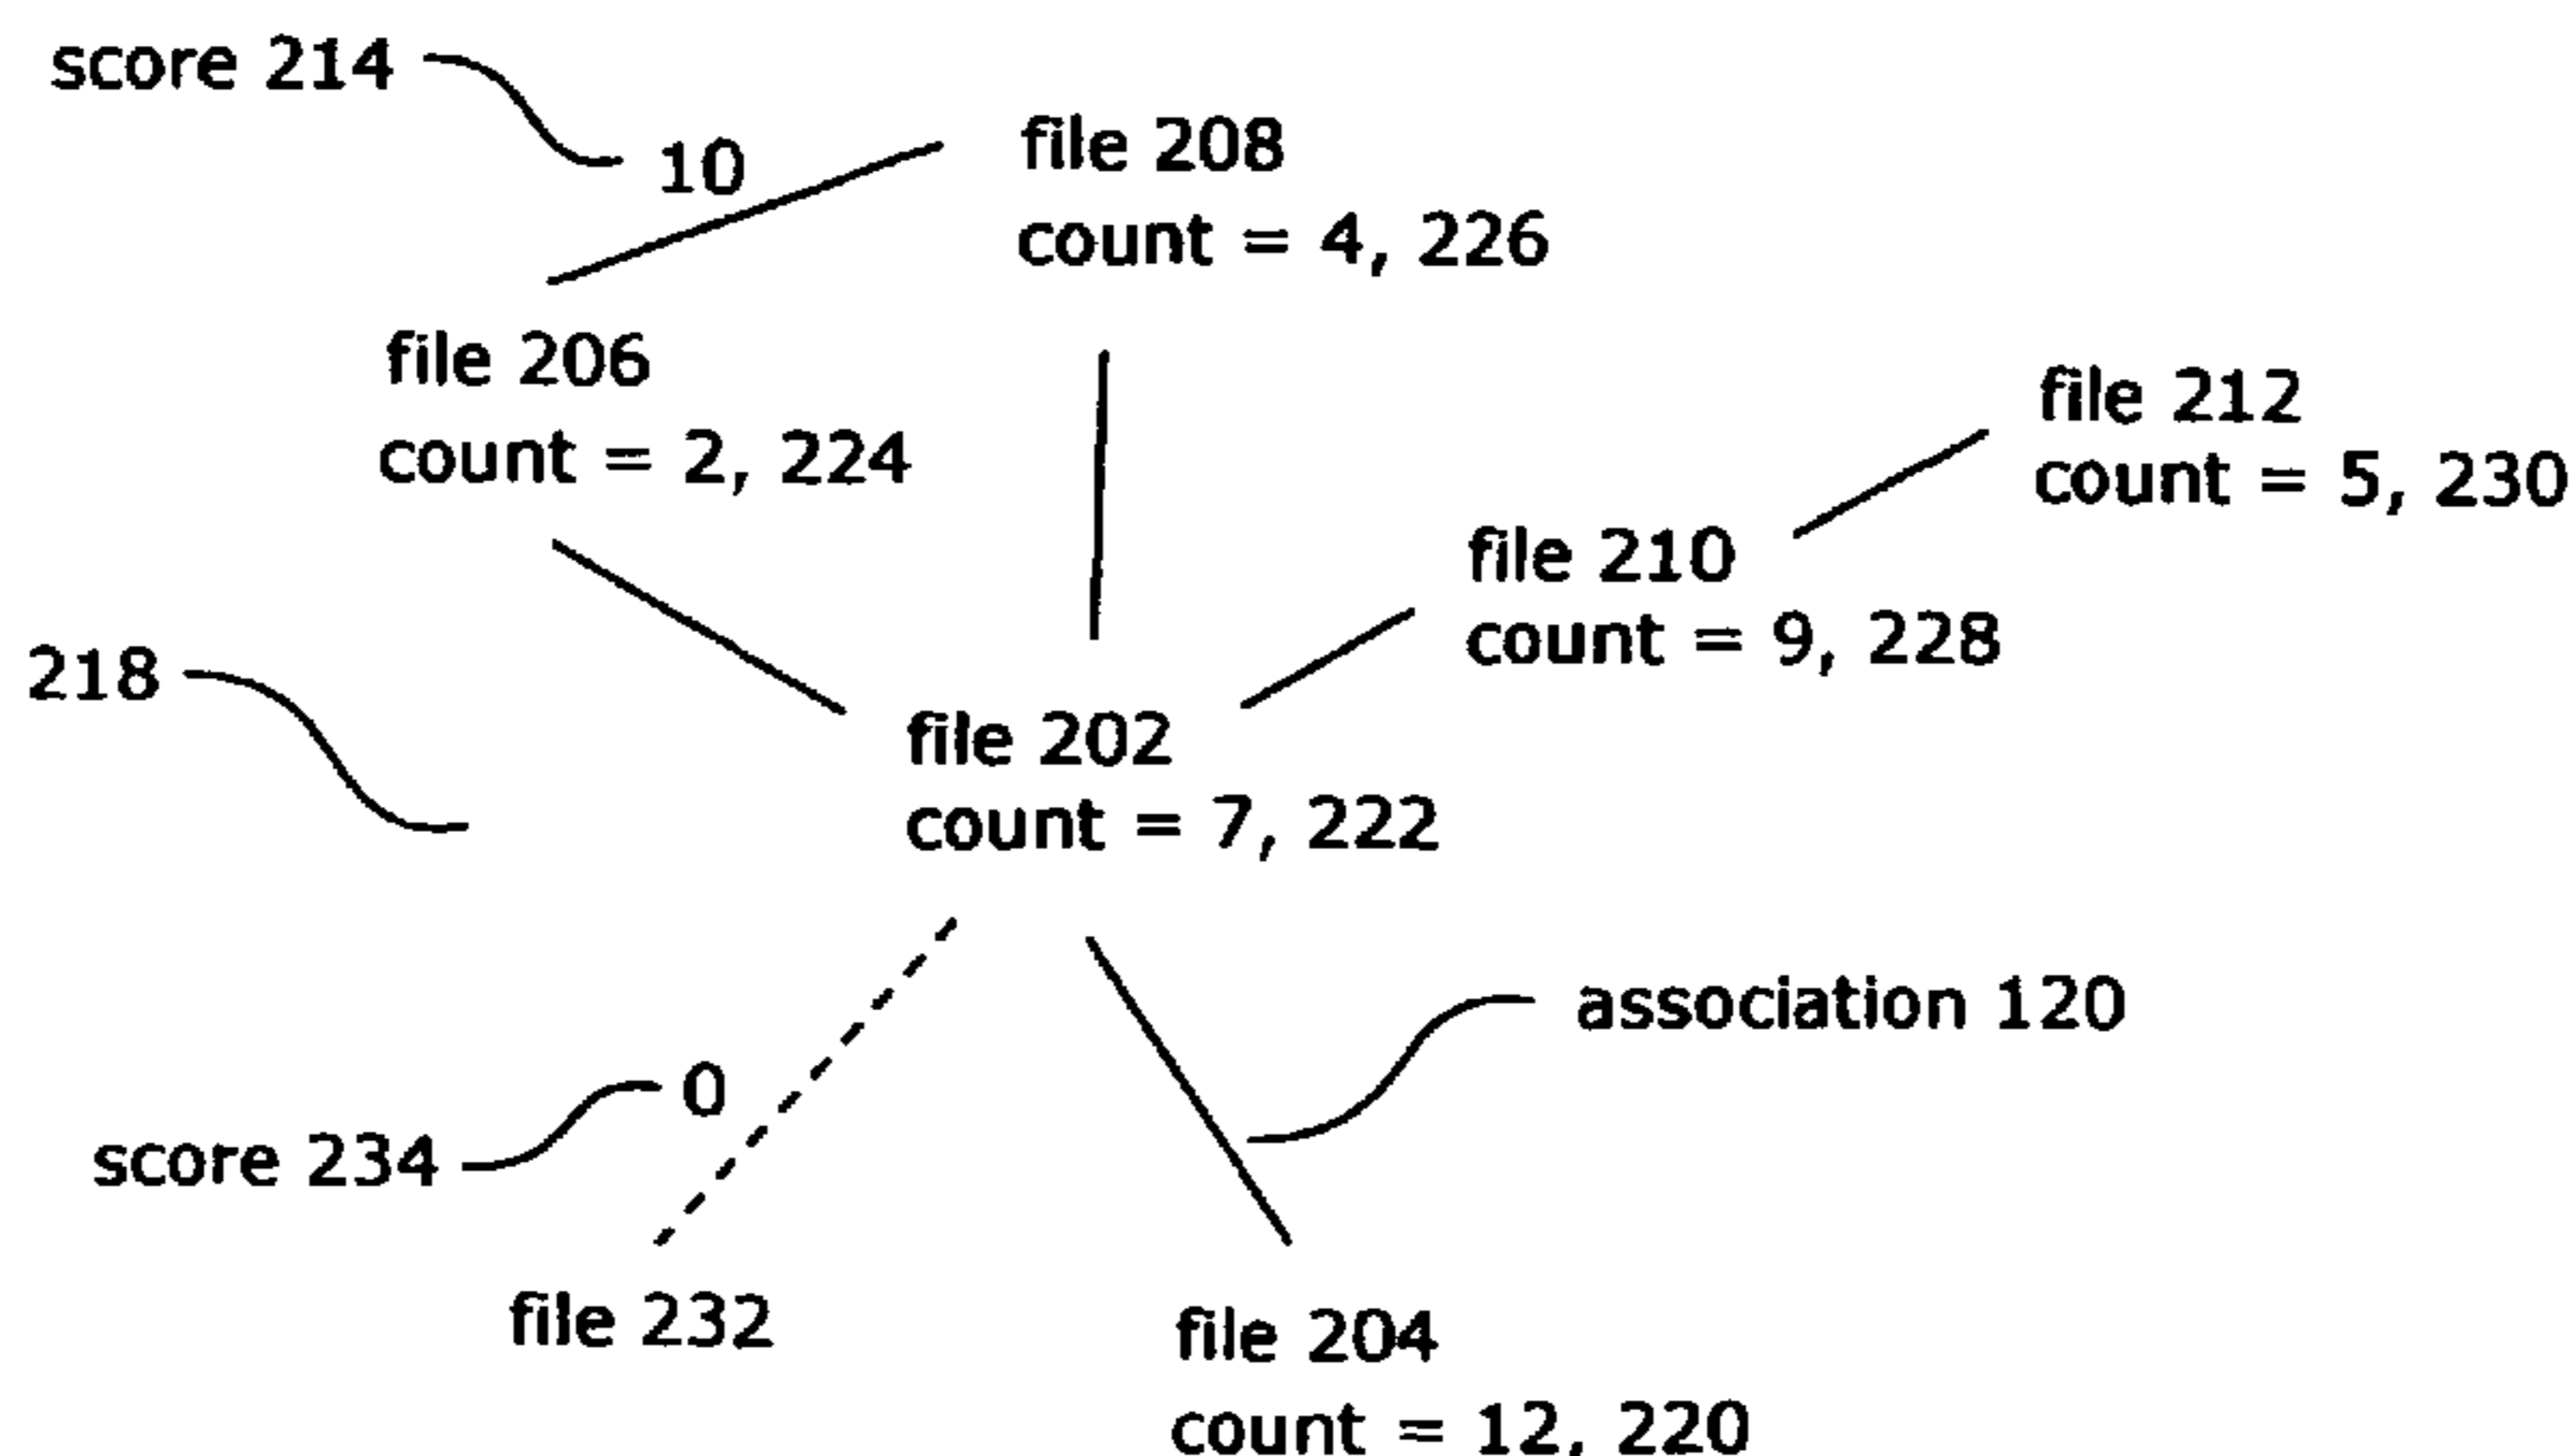 score 214
10
file 208
count = 4, 226
file 206
count = 2, 224
file 212
count = 5, 230
file 210
count = 9, 228
218
file 202
count = 7, 222
association 120
0
score 234
file 232
file 204
count = 12, 220